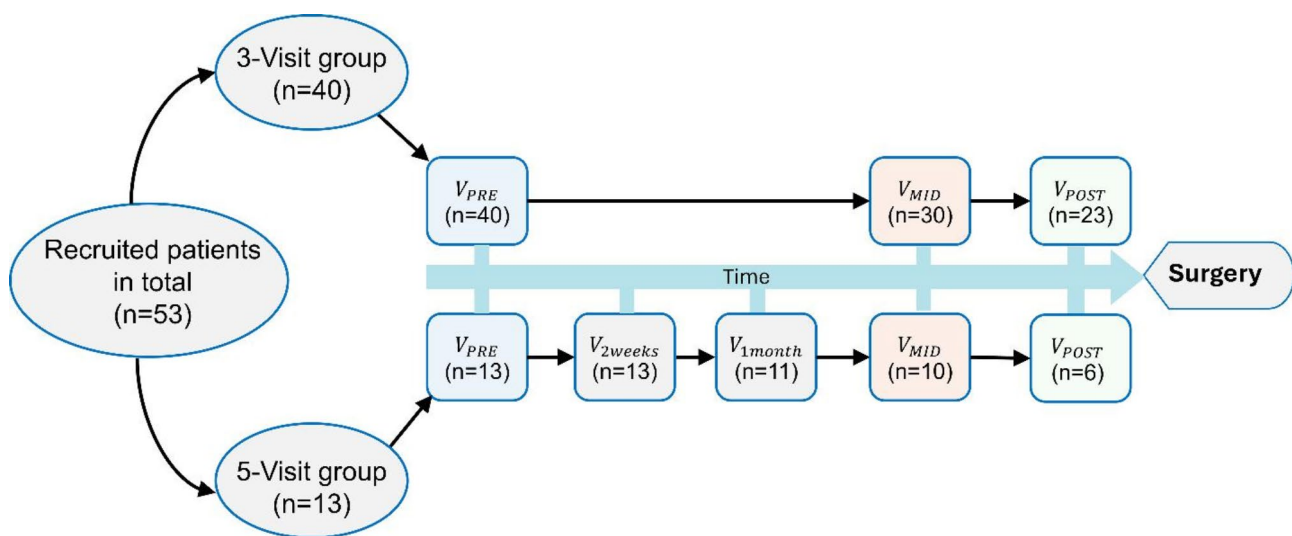 3-Visit group
(n=40)
Recruited patients
in total
(n=53)
5-Visit group
(n=13)
V_PRE
(n=40)
V_MID
(n=30)
V_POST
(n=23)
Time
Surgery
V_PRE
(n=13)
V_2weeks
(n=13)
V_1month
(n=11)
V_MID
(n=10)
V_POST
(n=6)